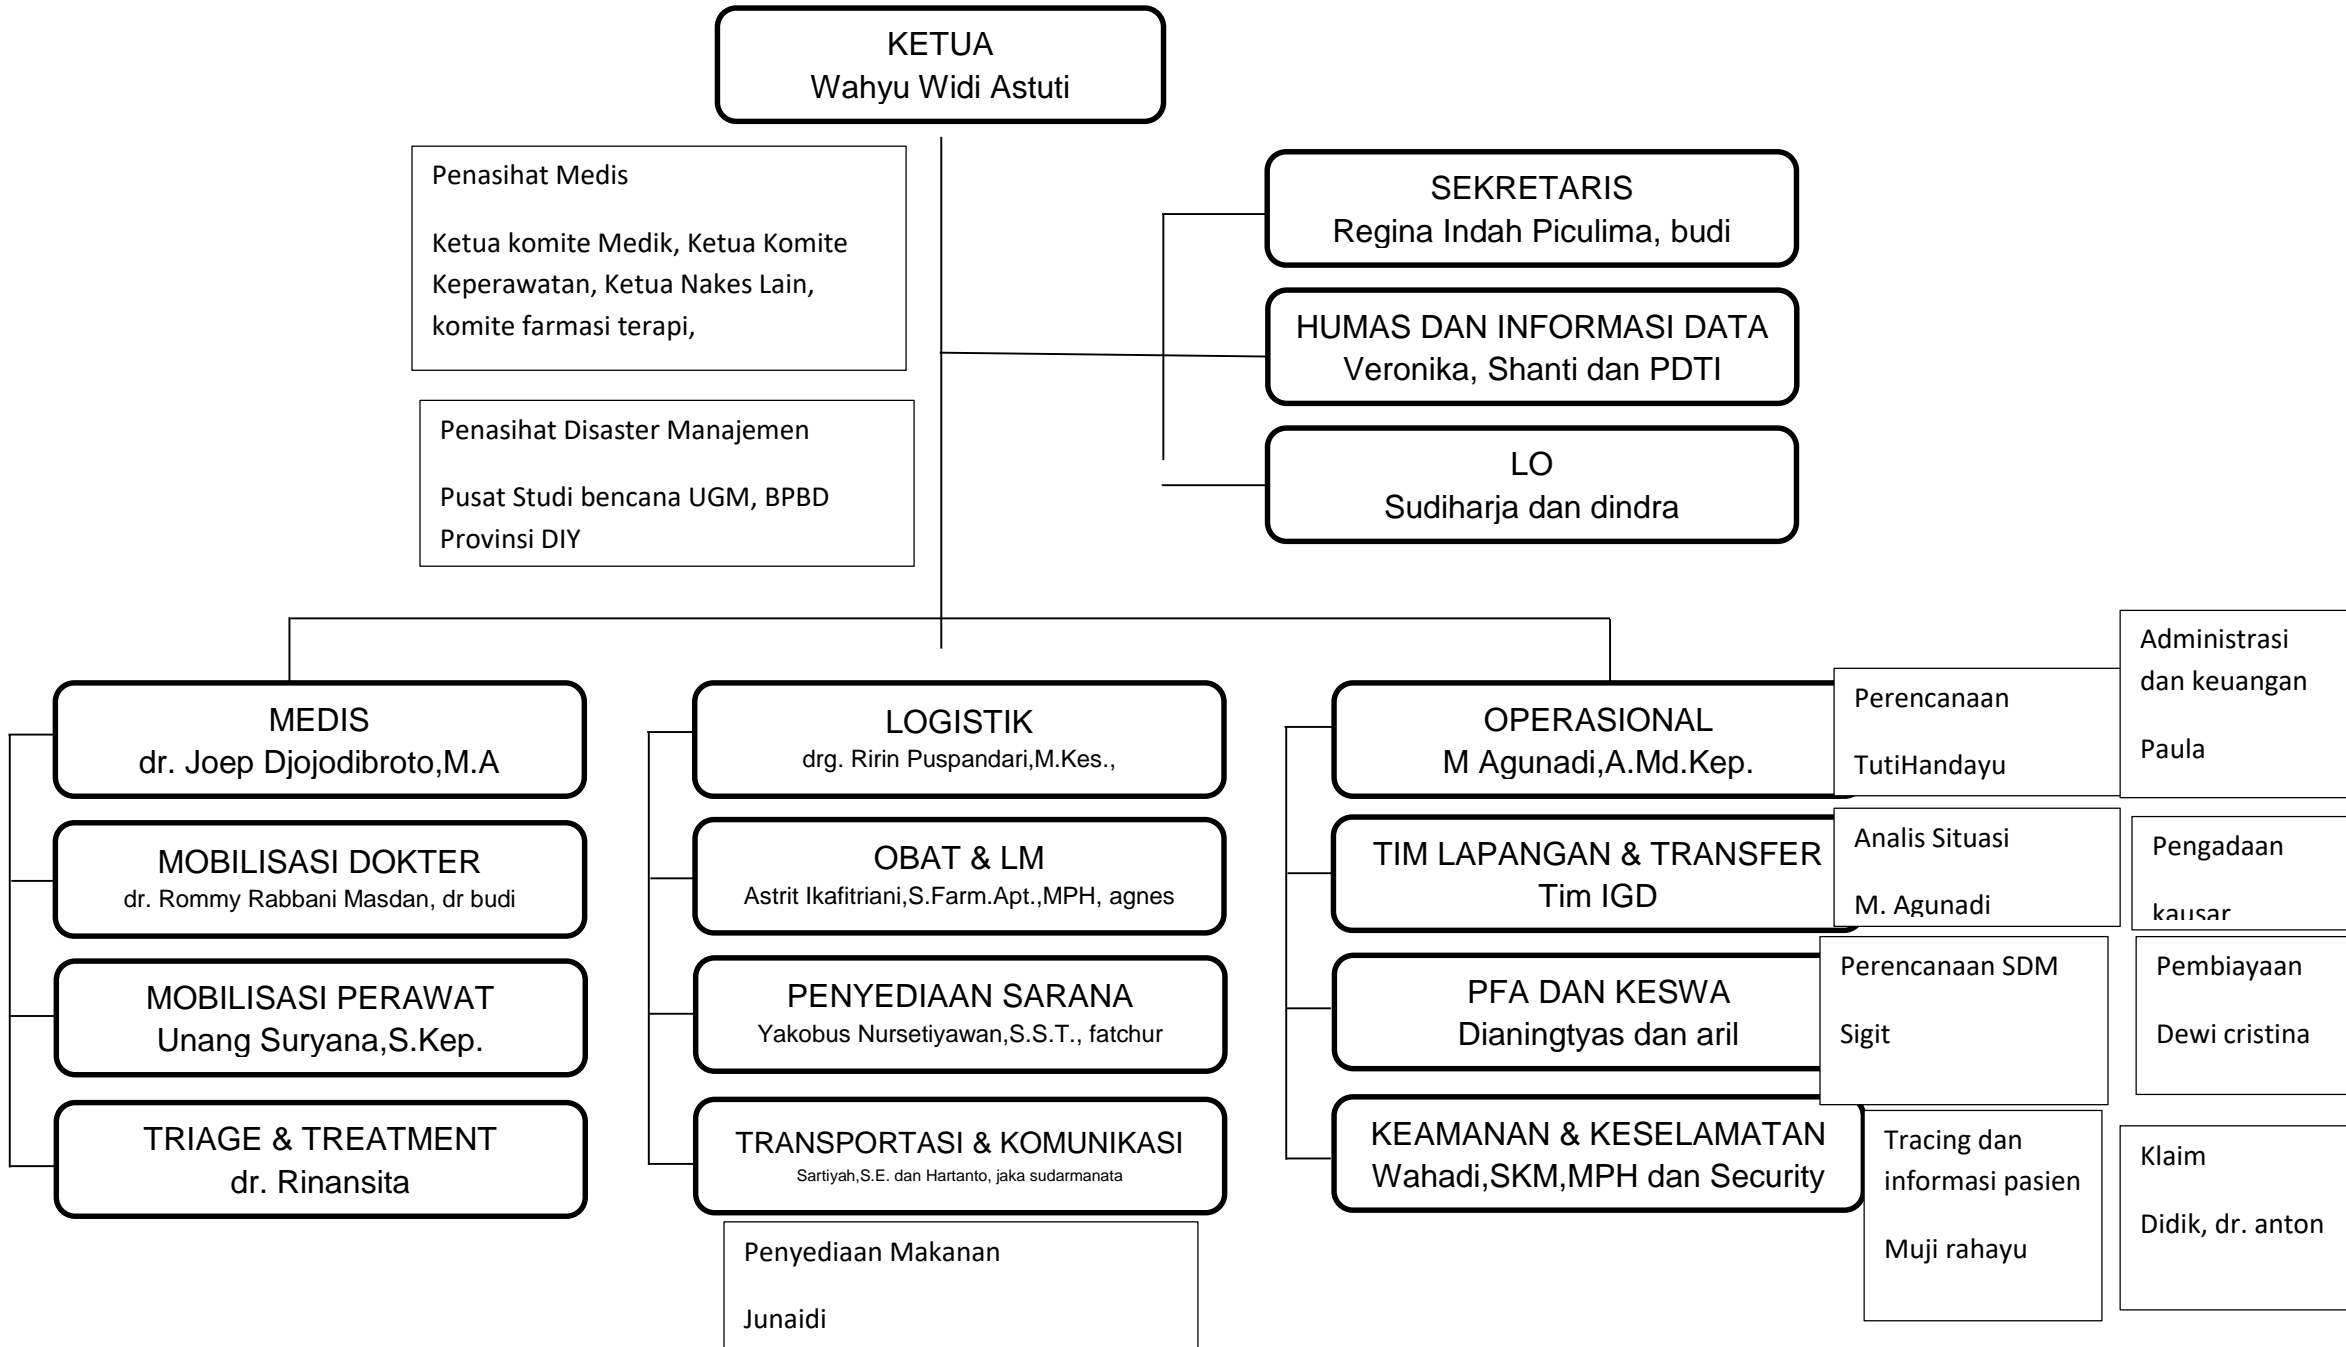 KETUA
Wahyu Widi Astuti
Penasihat Medis
Ketua komite Medik, Ketua Komite
Keperawatan, Ketua Nakes Lain,
komite farmasi terapi,
SEKRETARIS
Regina Indah Piculima, budi
HUMAS DAN INFORMASI DATA
Veronika, Shanti dan PDTI
LO
Sudiharja dan dindra
Penasihat Disaster Manajemen
Pusat Studi bencana UGM, BPBD
Provinsi DIY
MEDIS
dr. Joep Djojodibroto,M.A
MOBILISASI DOKTER
dr. Rommy Rabbani Masdan, dr budi
MOBILISASI PERAWAT
Unang Suryana,S.Kep.
TRIAGE & TREATMENT
dr. Rinansita
LOGISTIK
drg. Ririn Puspandari,M.Kes.,
OBAT & LM
Astrit Ikafitriani,S.Farm.Apt.,MPH, agnes
PENYEDIAAN SARANA
Yakobus Nursetiyawan,S.S.T., fatchur
TRANSPORTASI & KOMUNIKASI
Sartiyah,S.E. dan Hartanto, jaka sudarmanata
Penyediaan Makanan
Junaidi
OPERASIONAL
M Agunadi,A.Md.Kep.
TIM LAPANGAN & TRANSFER
Tim IGD
PFA DAN KESWA
Dianingtyas dan aril
KEAMANAN & KESELAMATAN
Wahadi,SKM,MPH dan Security
Perencanaan
TutiHandayu
Analis Situasi
M. Agunadi
Perencanaan SDM
Sigit
Tracing dan
informasi pasien
Muji rahayu
Administrasi
dan keuangan
Paula
Pengadaan
kausar
Pembiayaan
Dewi cristina
Klaim
Didik, dr. anton